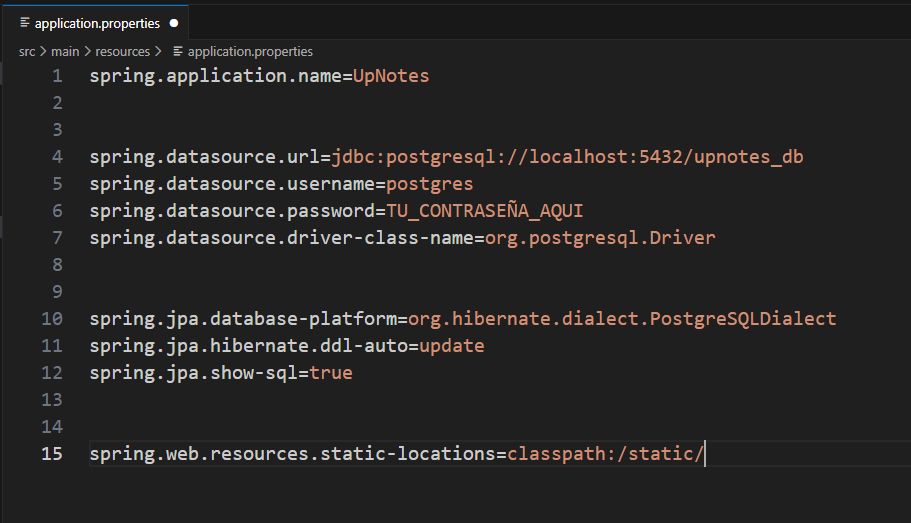 application.properties
src > main > resources > application.properties
1 spring.application.name=UpNotes
2
3
4 spring.datasource.url=jdbc:postgresql://localhost:5432/upnotes_db
5 spring.datasource.username=postgres
6 spring.datasource.password=TU_CONTRASEÑA_AQUI
7 spring.datasource.driver-class-name=org.postgresql.Driver
8
9
10 spring.jpa.database-platform=org.hibernate.dialect.PostgreSQLDialect
11 spring.jpa.hibernate.ddl-auto=update
12 spring.jpa.show-sql=true
13
14
15 spring.web.resources.static-locations=classpath:/static/